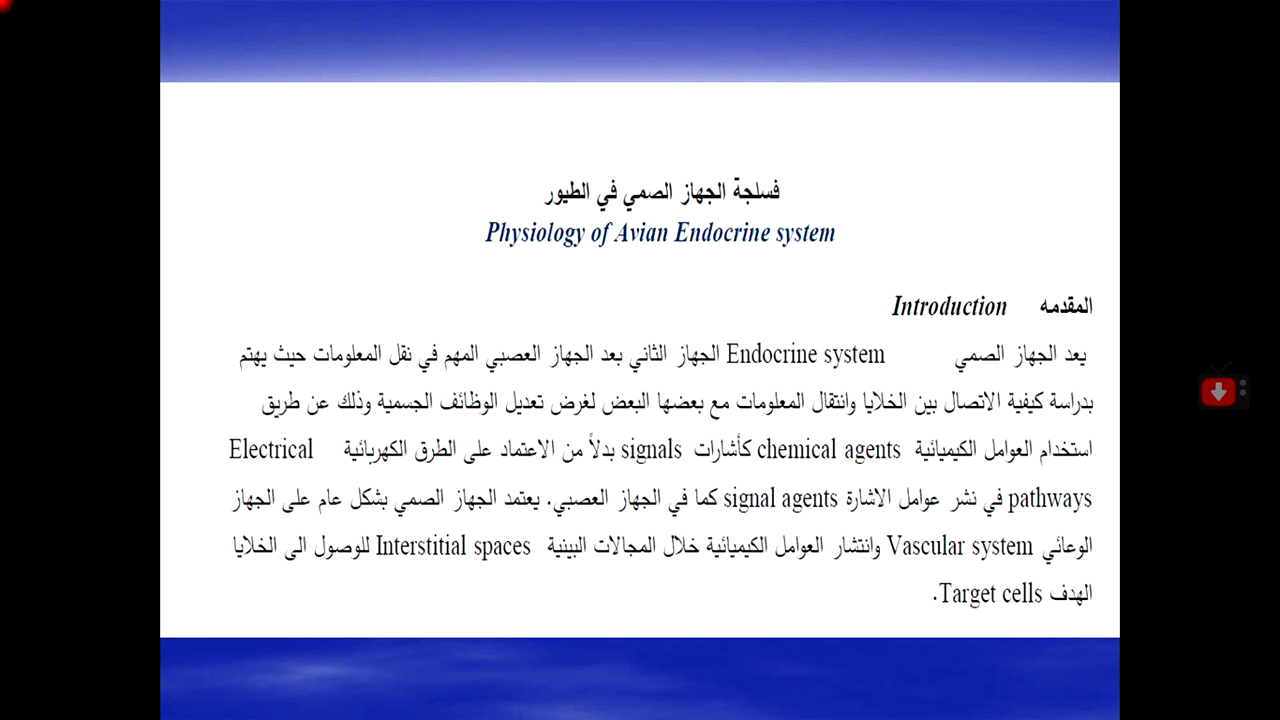 فسلجة الجهاز الصمي في الطيور
Physiology of Avian Endocrine system
المقدمه Introduction
يعد الجهاز الصمي Endocrine system الجهاز الثاني بعد الجهاز العصبي المهم في نقل المعلومات حيث يهتم
بدراسة كيفية الاتصال بين الخلايا وانتقال المعلومات مع بعضها البعض لغرض تعديل الوظائف الجسمية وذلك عن طريق
استخدام العوامل الكيميائية chemical agents كأشارات signals بدلاً من الاعتماد على الطرق الكهربائية Electrical
pathways في نشر عوامل الاشارة signal agents كما في الجهاز العصبي. يعتمد الجهاز الصمي بشكل عام على الجهاز
الوعائي Vascular system وانتشار العوامل الكيميائية خلال المجالات البينية Interstitial spaces للوصول الى الخلايا
الهدف Target cells.